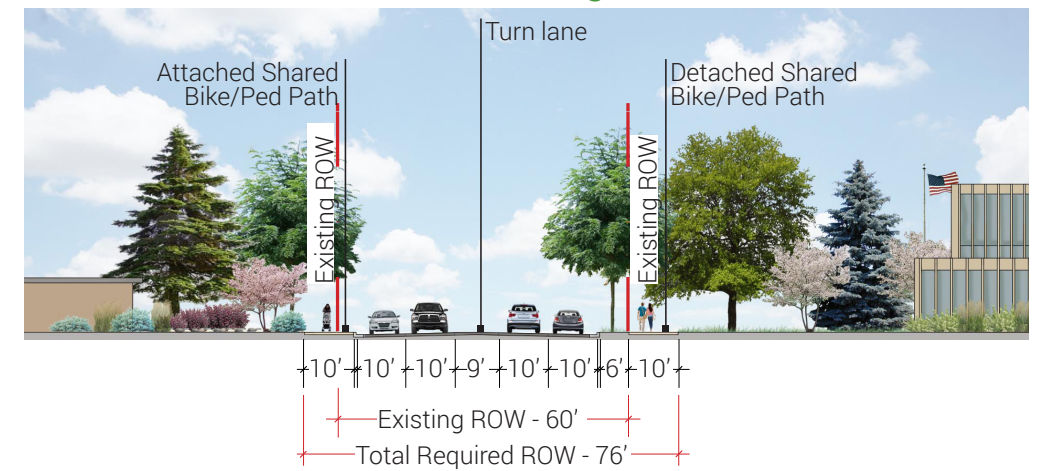 Turn lane
Attached Shared
Bike/Ped Path
Detached Shared
Bike/Ped Path
Existing ROW
Existing ROW
10' 10' 10' 9' 10' 10' 6' 10'
Existing ROW - 60'
Total Required ROW - 76'